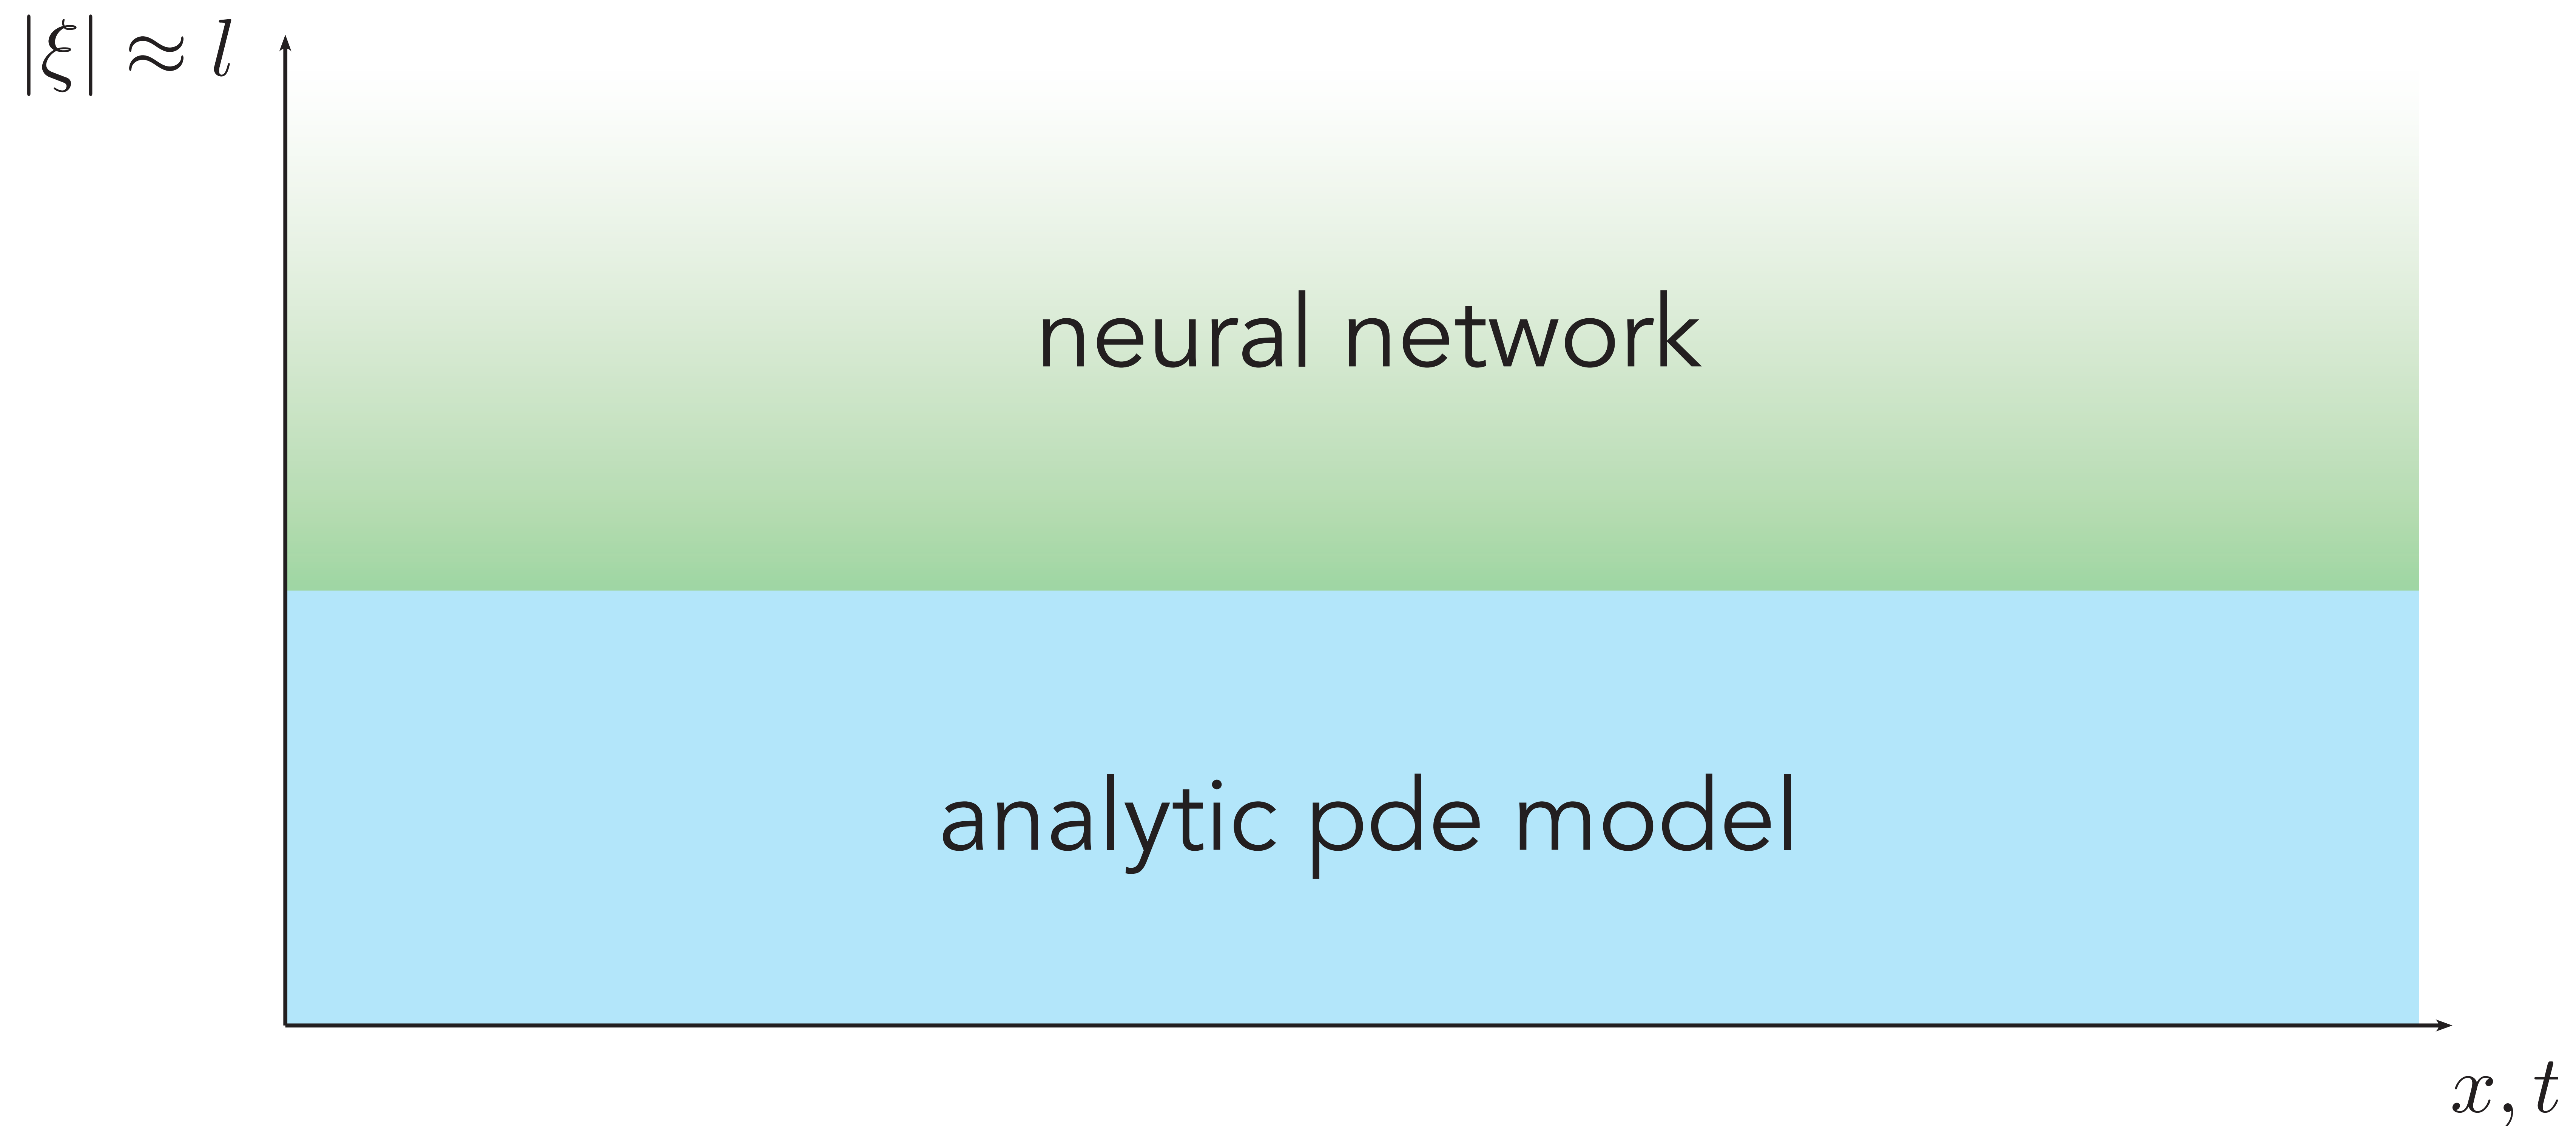 |ξ| ≈ l
neural network
analytic pde model
x, t